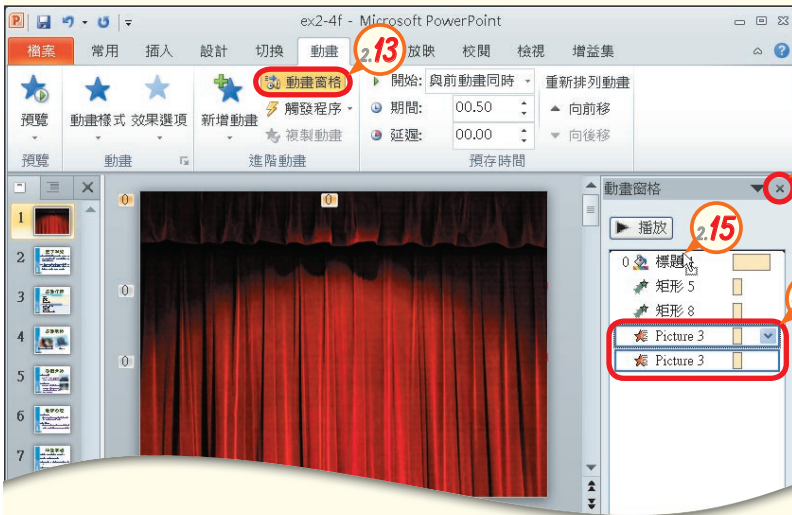 ex2-4f - Microsoft PowerPoint
檔案 常用 插入 設計 切換 動畫 放映 校閱 檢視 增益集
2.13
動畫窗格 開始: 與前動畫同時 重新排列動畫
預覽 動畫樣式 效果選項 新增動畫 觸發程序 期間: 00.50 向前移
複製動畫 延遲: 00.00 向後移
預覽 動畫 進階動畫 預存時間
動畫窗格
播放
2.15
0 標題 1
矩形 5
矩形 8
Picture 3
Picture 3
0 0
0
0
1
2
3
4
5
6
7